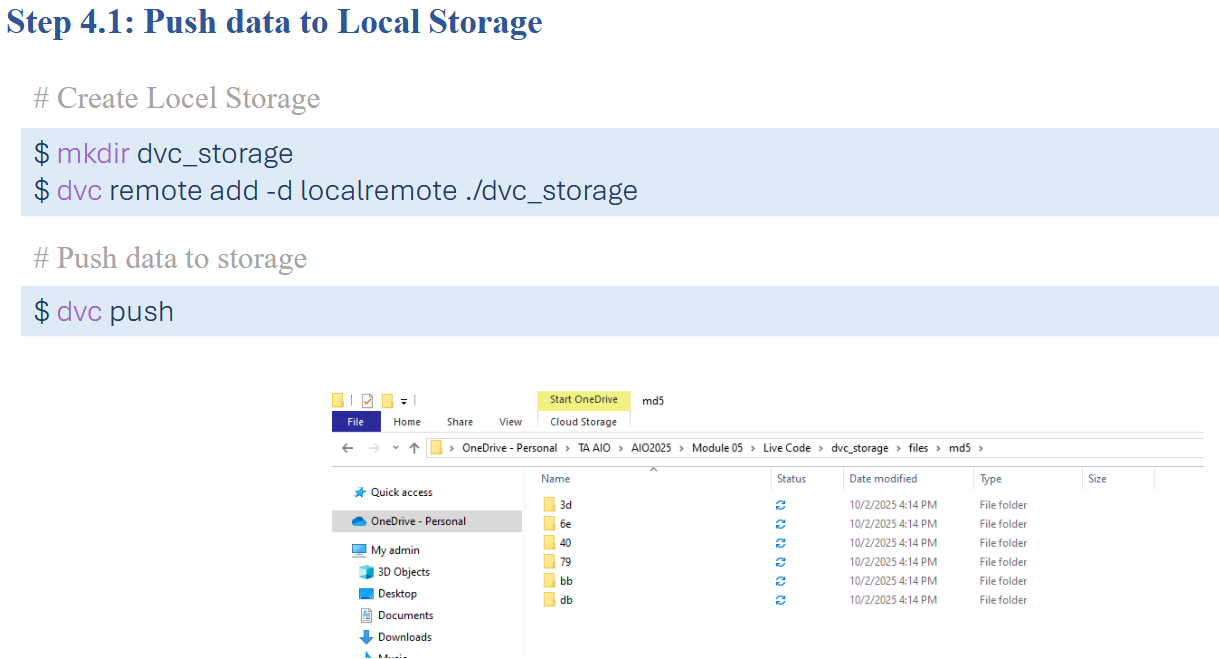 Step 4.1: Push data to Local Storage
# Create Locel Storage
$ mkdir dvc_storage
$ dvc remote add -d localremote ./dvc_storage
# Push data to storage
$ dvc push
Start OneDrive md5
File Home Share View Cloud Storage
OneDrive - Personal > TA AIO > AIO2025 > Module 05 > Live Code > dvc_storage > files > md5 >
Name Status Date modified Type Size
Quick access
OneDrive - Personal
My admin
3D Objects
Desktop
Documents
Downloads
Music
3d 10/2/2025 4:14 PM File folder
6e 10/2/2025 4:14 PM File folder
40 10/2/2025 4:14 PM File folder
79 10/2/2025 4:14 PM File folder
bb 10/2/2025 4:14 PM File folder
db 10/2/2025 4:14 PM File folder